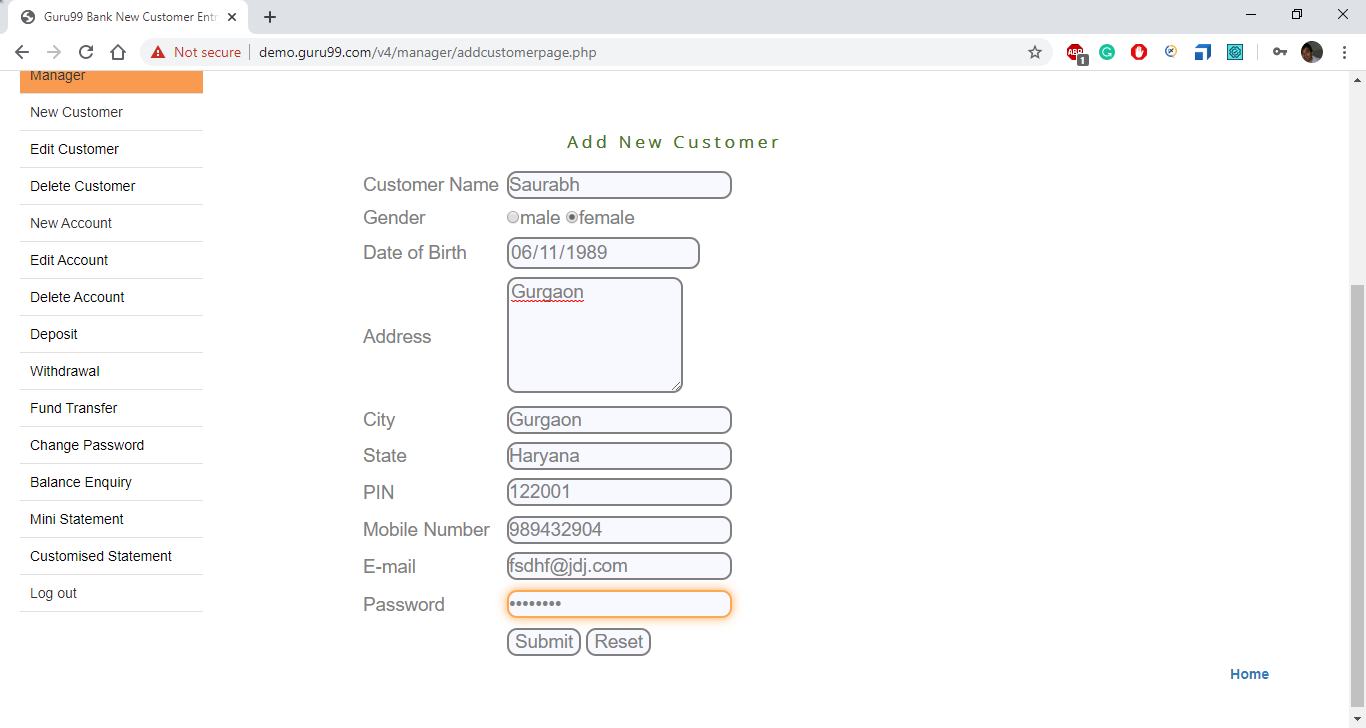 Guru99 Bank New Customer Entr
Not secure | demo.guru99.com/v4/manager/addcustomerpage.php
ABP
1
Manager
New Customer
Edit Customer
Delete Customer
New Account
Edit Account
Delete Account
Deposit
Withdrawal
Fund Transfer
Change Password
Balance Enquiry
Mini Statement
Customised Statement
Log out
Add New Customer
Customer Name Saurabh
Gender male female
Date of Birth 06/11/1989
Address Gurgaon
City Gurgaon
State Haryana
PIN 122001
Mobile Number 989432904
E-mail fsdhf@jdj.com
Password ••••••••
Submit Reset
Home